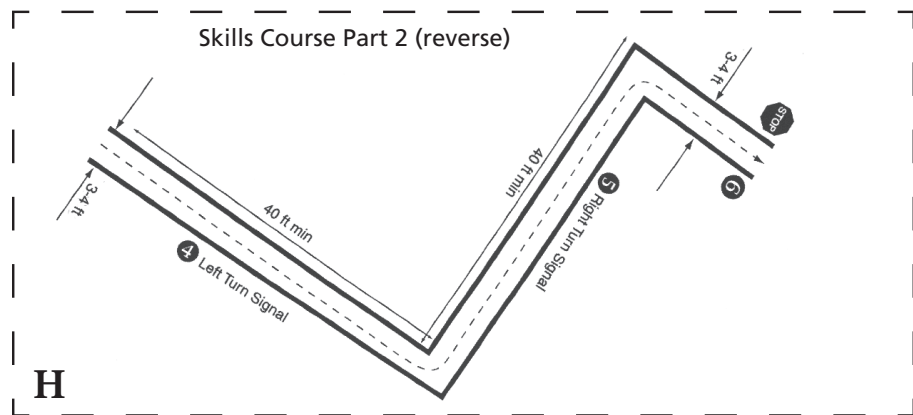 Skills Course Part 2 (reverse)
3-4 ft
40 ft min
4 Left Turn Signal
40 ft min
5 Right Turn Signal
3-4 ft
STOP
6
H